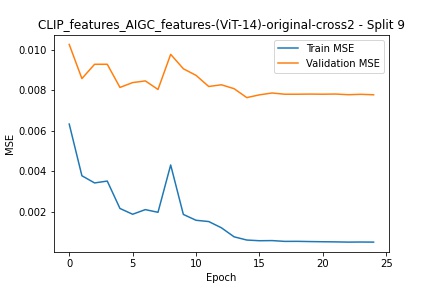 CLIP_features_AIGC_features-(ViT-14)-original-cross2 - Split 9
Train MSE
Validation MSE
MSE
0.010
0.008
0.006
0.004
0.002
0 5 10 15 20 25
Epoch